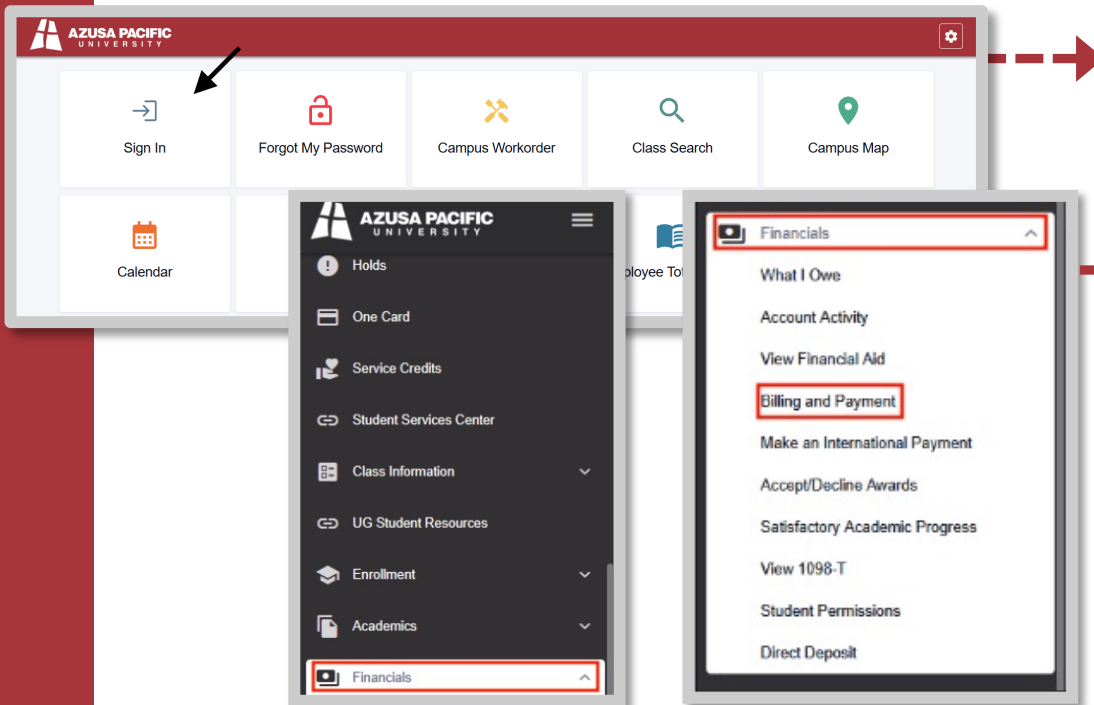 AZUSA PACIFIC
UNIVERSITY
Sign In
Forgot My Password
Campus Workorder
Class Search
Campus Map
Calendar
AZUSA PACIFIC
UNIVERSITY
Holds
One Card
Service Credits
Student Services Center
Class Information
UG Student Resources
Enrollment
Academics
Financials
Financials
What I Owe
Account Activity
View Financial Aid
Billing and Payment
Make an International Payment
Accept/Decline Awards
Satisfactory Academic Progress
View 1098-T
Student Permissions
Direct Deposit